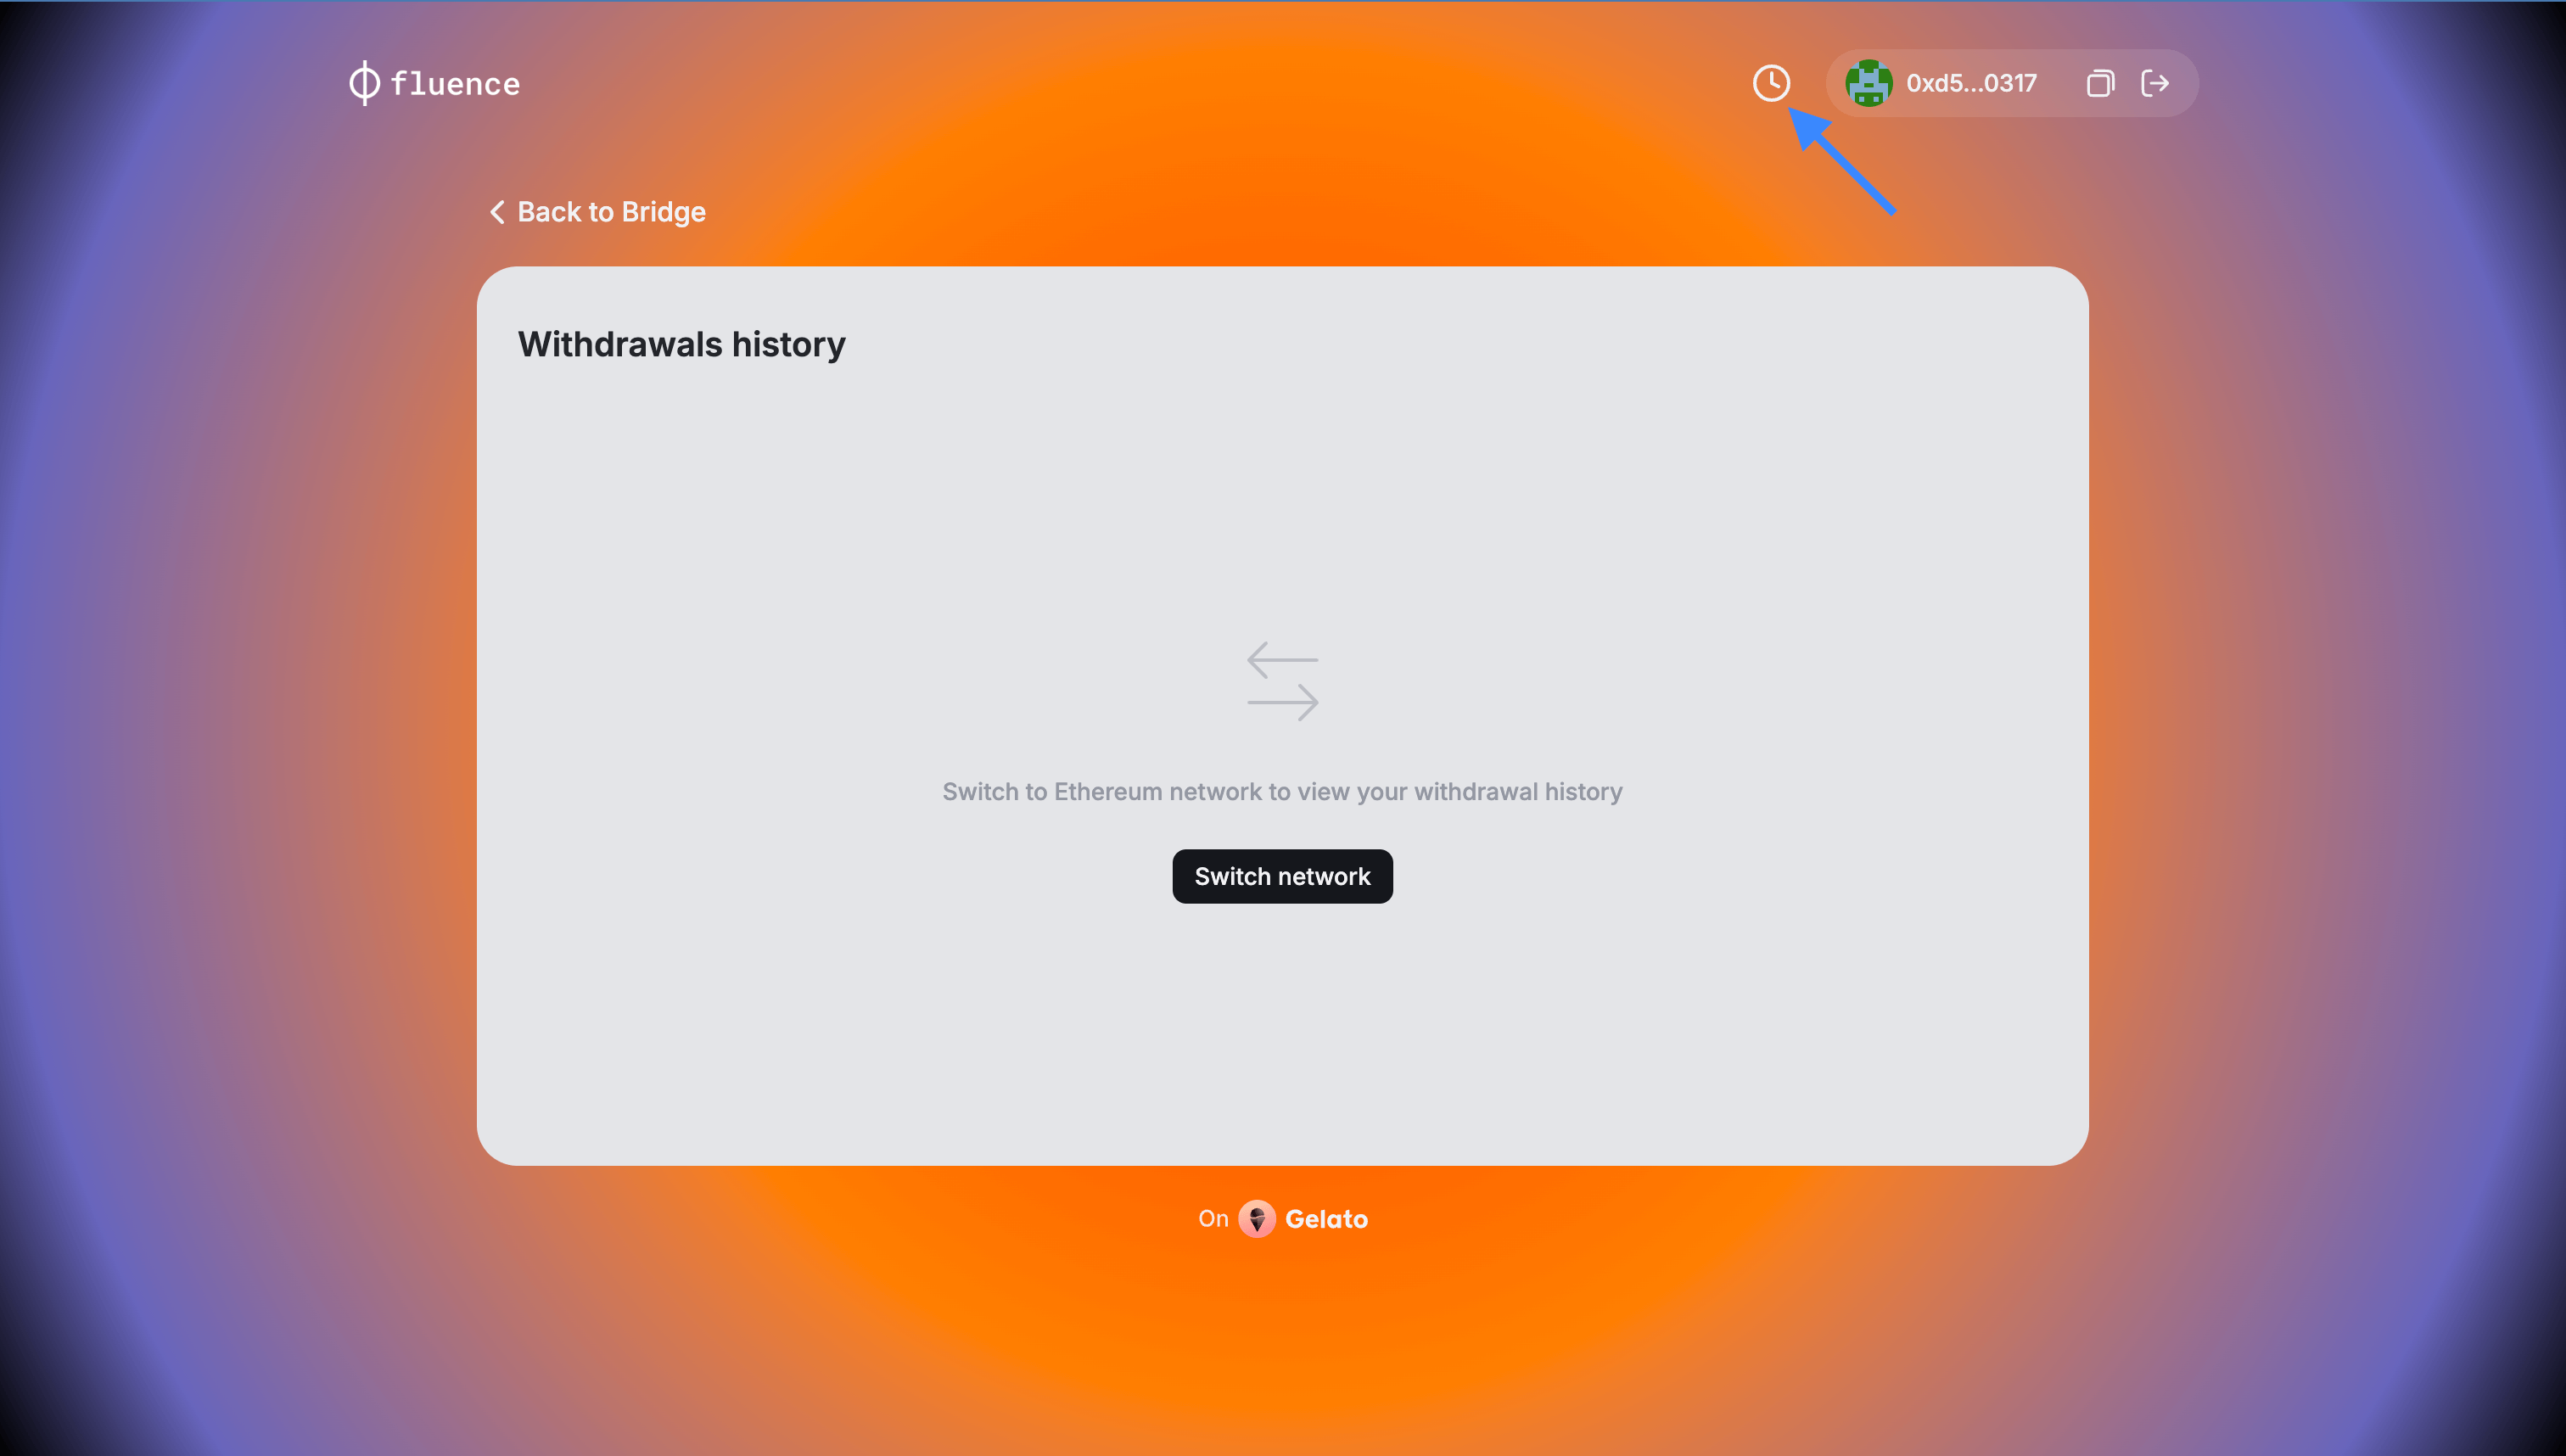 fluence
0xd5...0317
Back to Bridge
Withdrawals history
Switch to Ethereum network to view your withdrawal history
Switch network
On Gelato